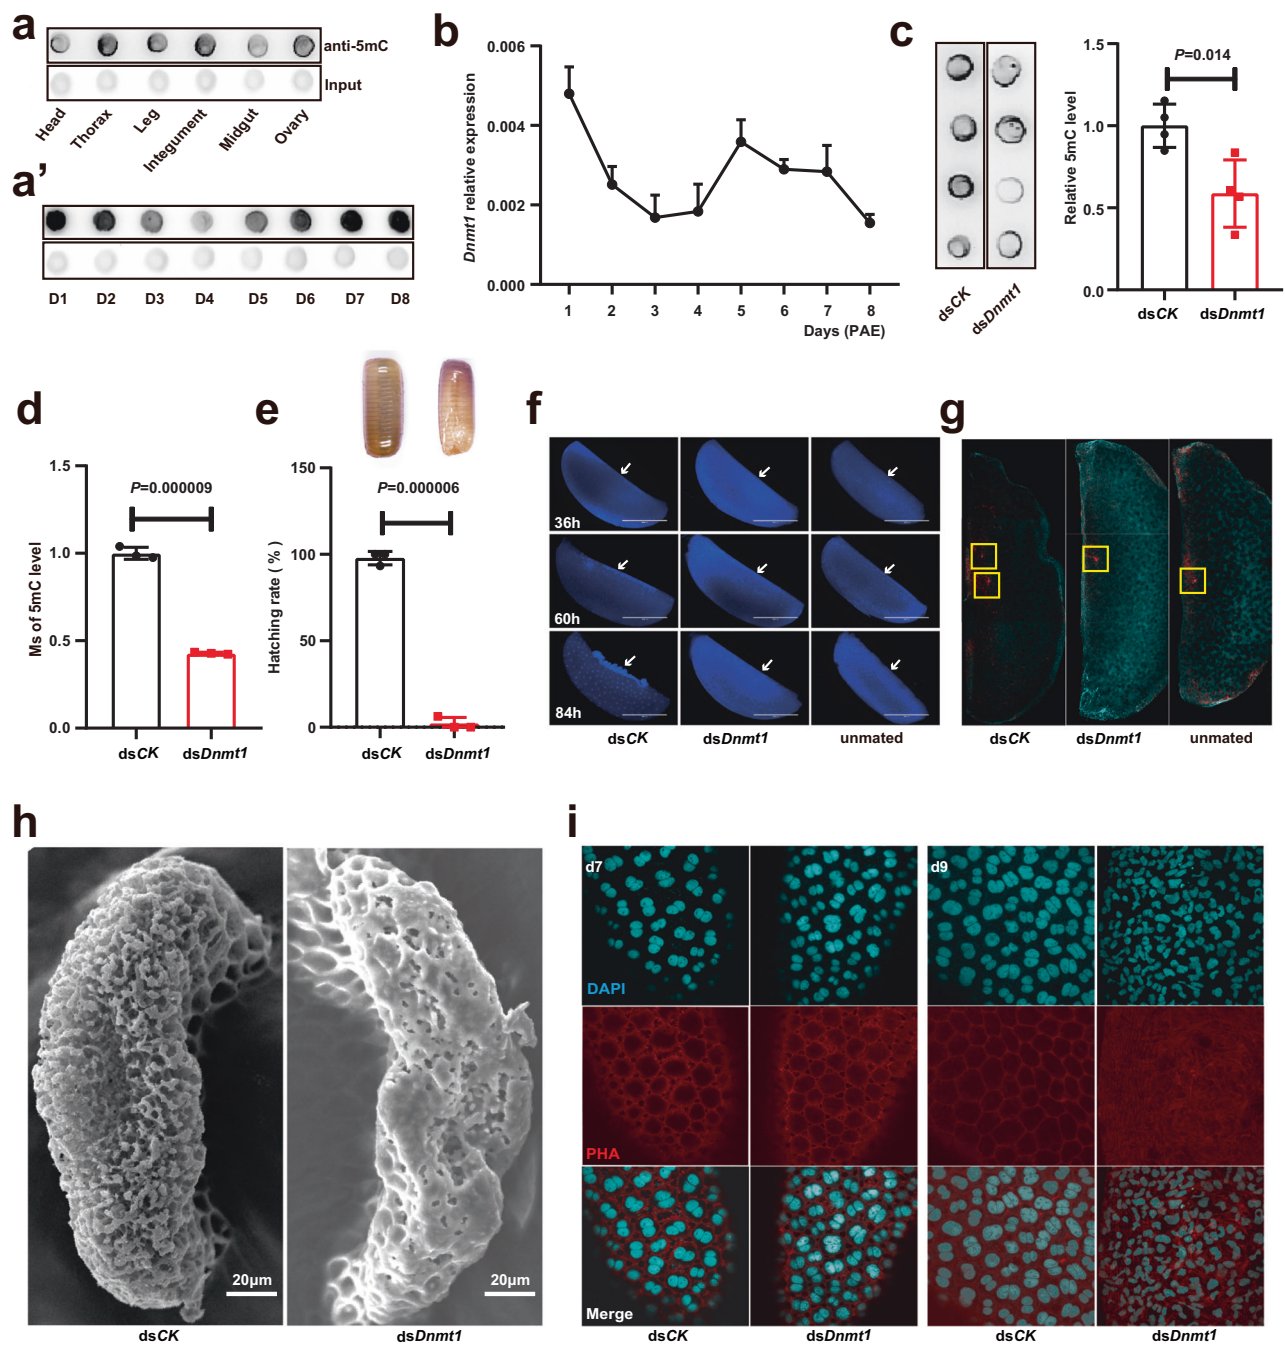 a
anti-5mC
Input
Head
Thorax
Leg
Integument
Midgut
Ovary
a’
D1 D2 D3 D4 D5 D6 D7 D8
b
Dnmt1 relative expression
0.006
0.004
0.002
0.000
1 2 3 4 5 6 7 8
Days (PAE)
c
dsCK
dsDnmt1
Relative 5mC level
1.5
1.0
0.5
0.0
P=0.014
dsCK dsDnmt1
d
Ms of 5mC level
1.5
1.0
0.5
0.0
P=0.000009
dsCK dsDnmt1
e
Hatching rate ( % )
150
100
50
0
P=0.000006
dsCK dsDnmt1
f
36h
60h
84h
dsCK dsDnmt1 unmated
g
dsCK dsDnmt1 unmated
h
20μm
20μm
dsCK dsDnmt1
i
d7
d9
DAPI
PHA
Merge
dsCK dsDnmt1 dsCK dsDnmt1